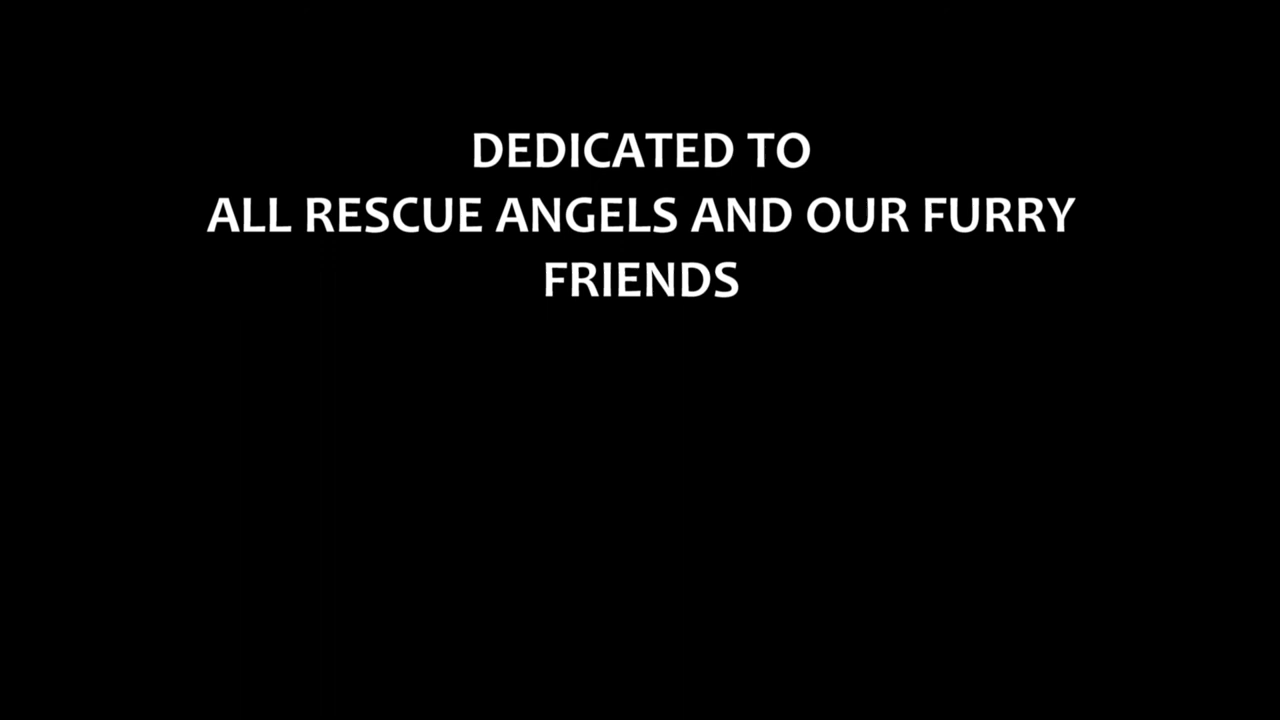 DEDICATED TO
ALL RESCUE ANGELS AND OUR FURRY
FRIENDS